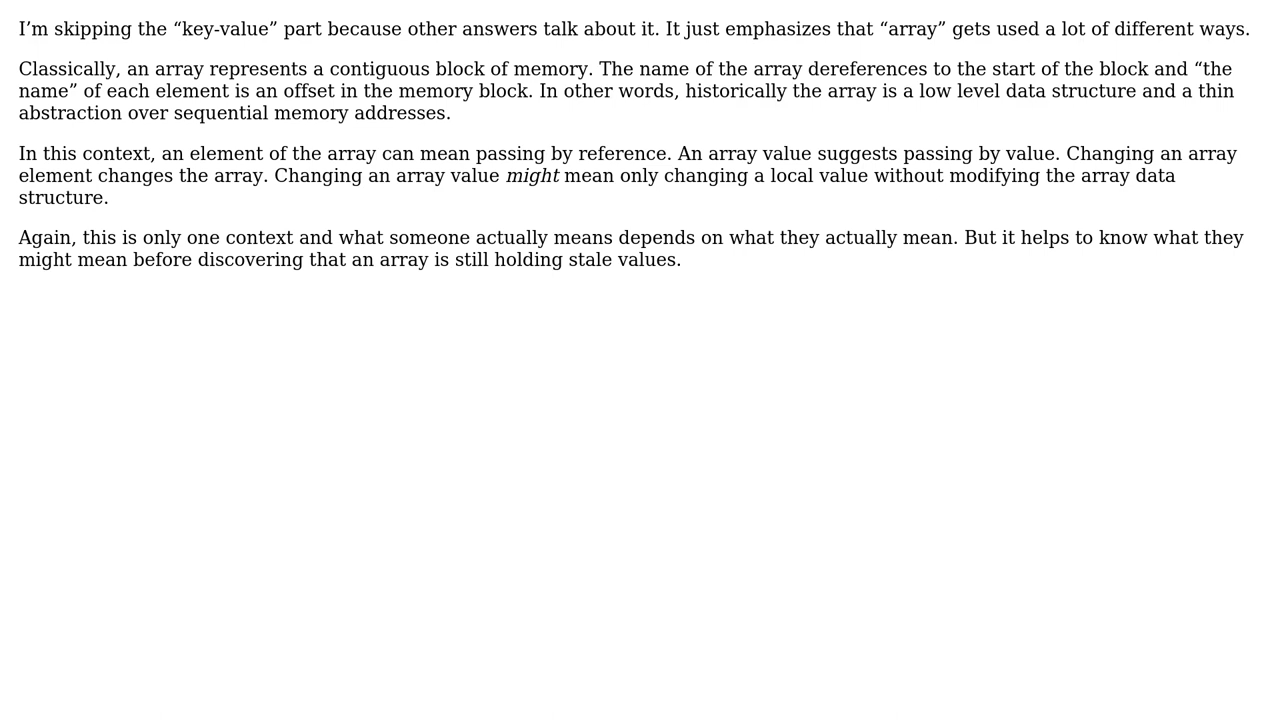 I’m skipping the “key-value” part because other answers talk about it. It just emphasizes that “array” gets used a lot of different ways.
Classically, an array represents a contiguous block of memory. The name of the array dereferences to the start of the block and “the
name” of each element is an offset in the memory block. In other words, historically the array is a low level data structure and a thin
abstraction over sequential memory addresses.
In this context, an element of the array can mean passing by reference. An array value suggests passing by value. Changing an array
element changes the array. Changing an array value might mean only changing a local value without modifying the array data
structure.
Again, this is only one context and what someone actually means depends on what they actually mean. But it helps to know what they
might mean before discovering that an array is still holding stale values.